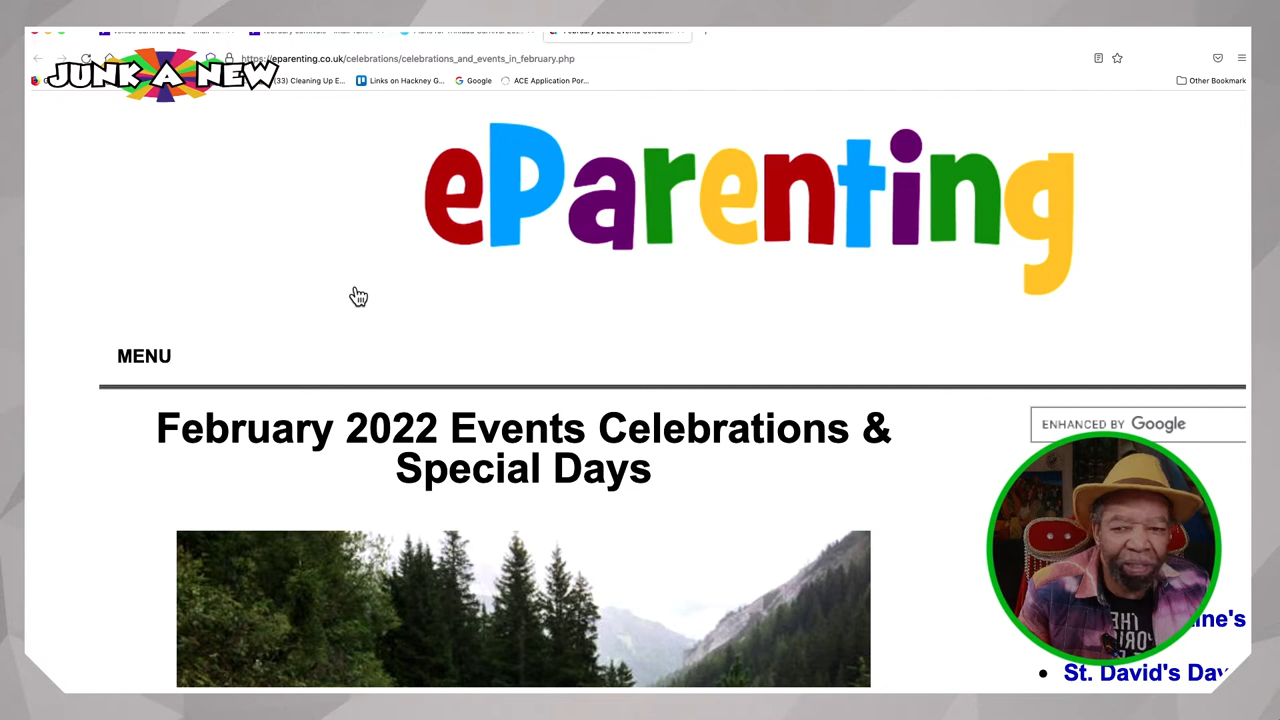 JUNK A NEW
https://eparenting.co.uk/celebrations/celebrations_and_events_in_february.php
(33) Cleaning Up E... Links on Hackney G... Google ACE Application Por... Other Bookmark
eParenting
MENU
February 2022 Events Celebrations &
Special Days
ENHANCED BY Google
St. David's Day